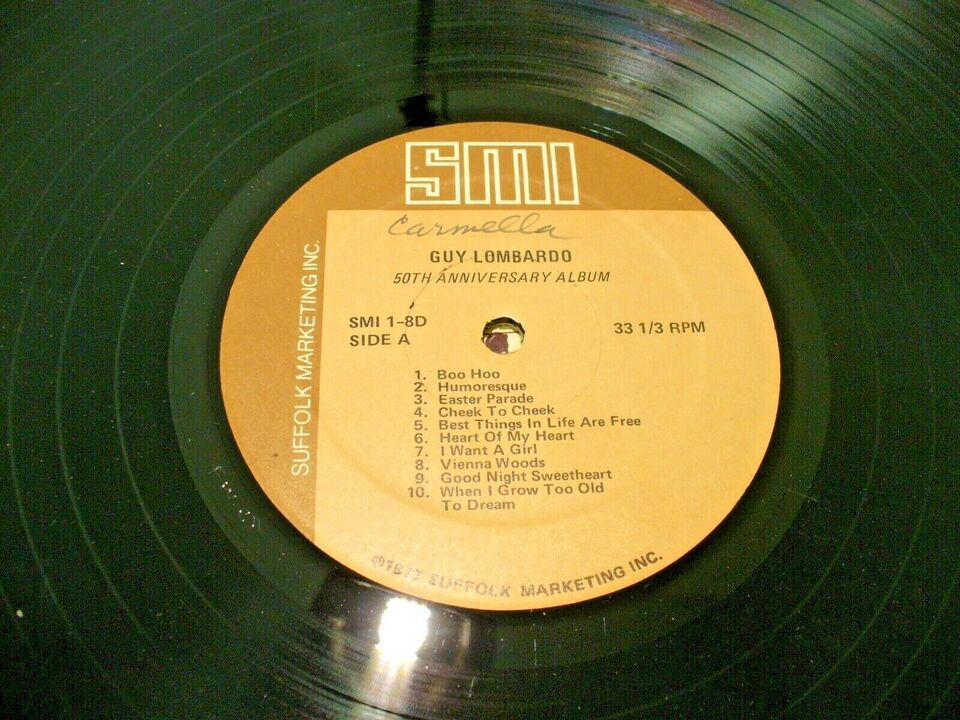 SMI
Carmella
GUY LOMBARDO
50TH ANNIVERSARY ALBUM
SMI 1-8D
SIDE A
33 1/3 RPM
SUFFOLK MARKETING INC.
1. Boo Hoo
2. Humoresque
3. Easter Parade
4. Cheek To Cheek
5. Best Things In Life Are Free
6. Heart Of My Heart
7. I Want A Girl
8. Vienna Woods
9. Good Night Sweetheart
10. When I Grow Too Old
To Dream
℗1977 SUFFOLK MARKETING INC.